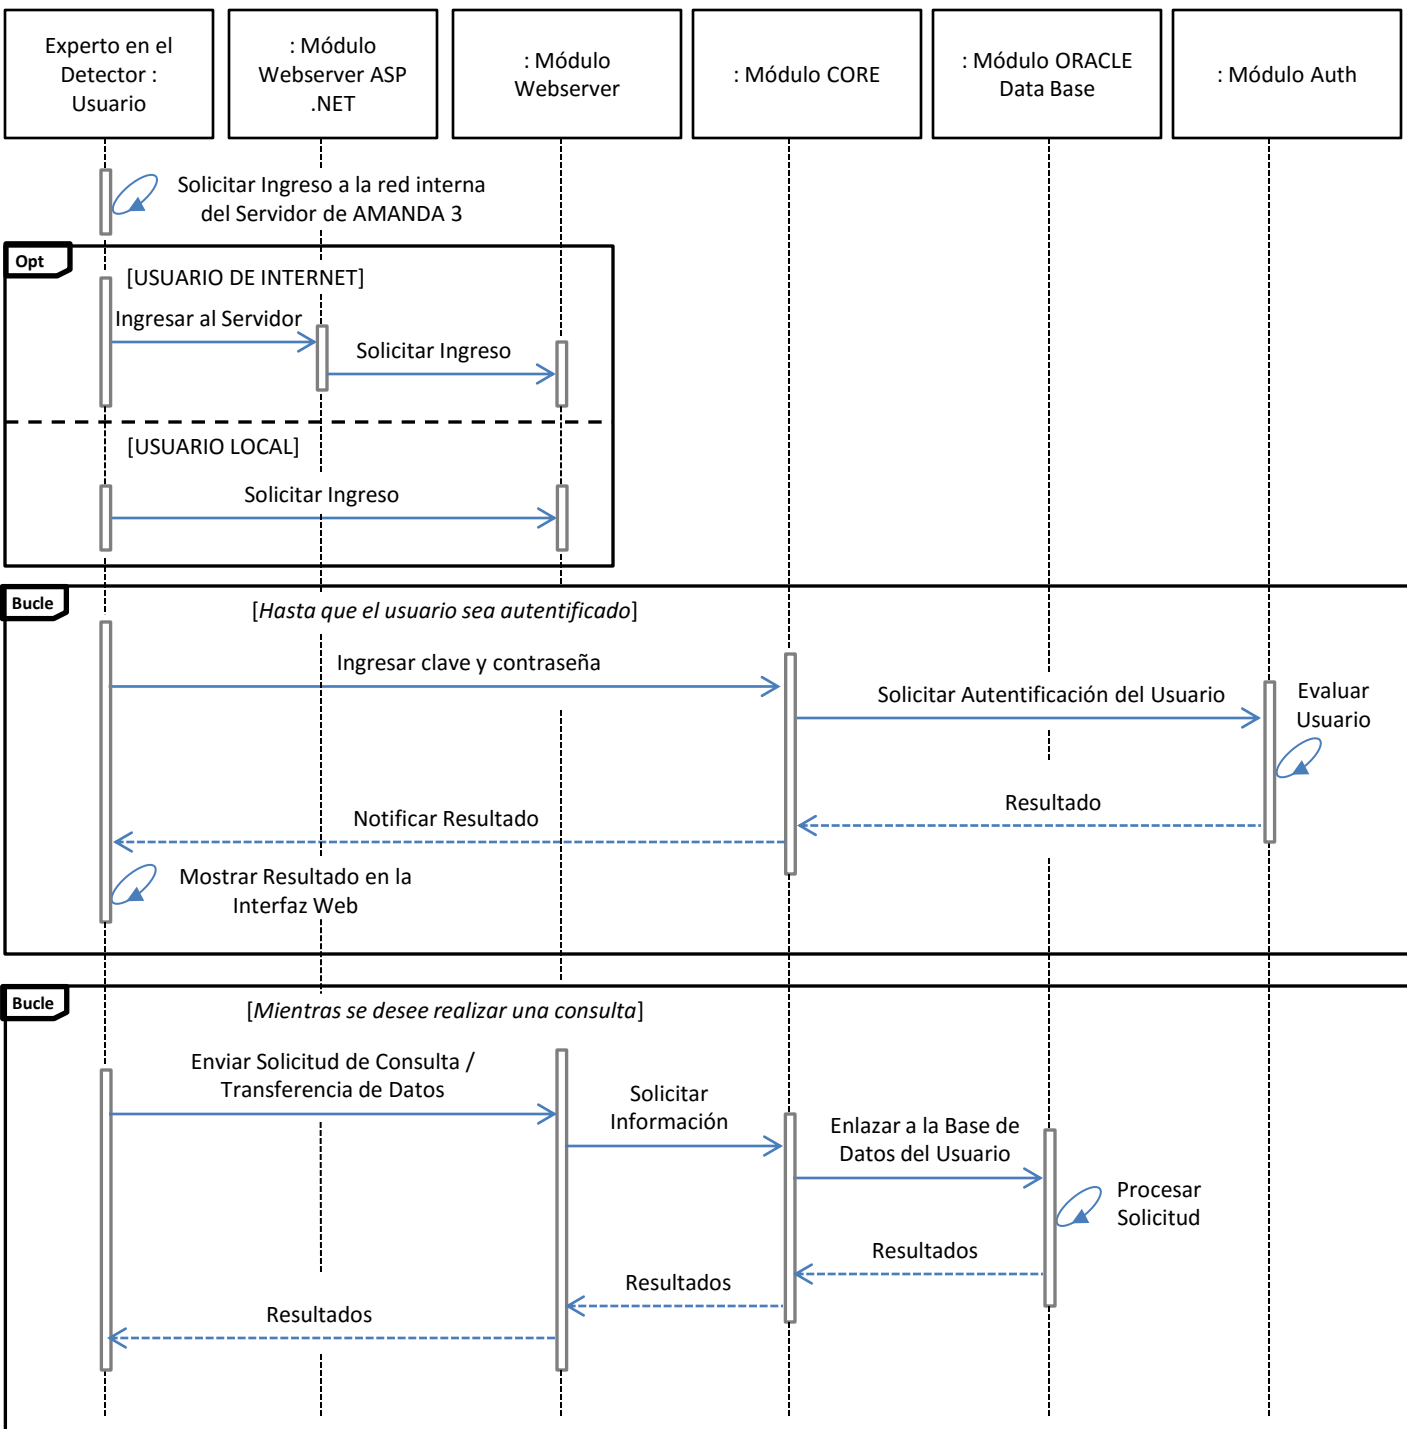 Experto en el
Detector :
Usuario
: Módulo
Webserver ASP
.NET
: Módulo
Webserver
: Módulo CORE
: Módulo ORACLE
Data Base
: Módulo Auth
Solicitar Ingreso a la red interna
del Servidor de AMANDA 3
Opt
[USUARIO DE INTERNET]
Ingresar al Servidor
Solicitar Ingreso
[USUARIO LOCAL]
Solicitar Ingreso
Bucle
[Hasta que el usuario sea autentificado]
Ingresar clave y contraseña
Solicitar Autentificación del Usuario
Evaluar
Usuario
Resultado
Notificar Resultado
Mostrar Resultado en la
Interfaz Web
Bucle
[Mientras se desee realizar una consulta]
Enviar Solicitud de Consulta /
Transferencia de Datos
Solicitar
Información
Enlazar a la Base de
Datos del Usuario
Procesar
Solicitud
Resultados
Resultados
Resultados